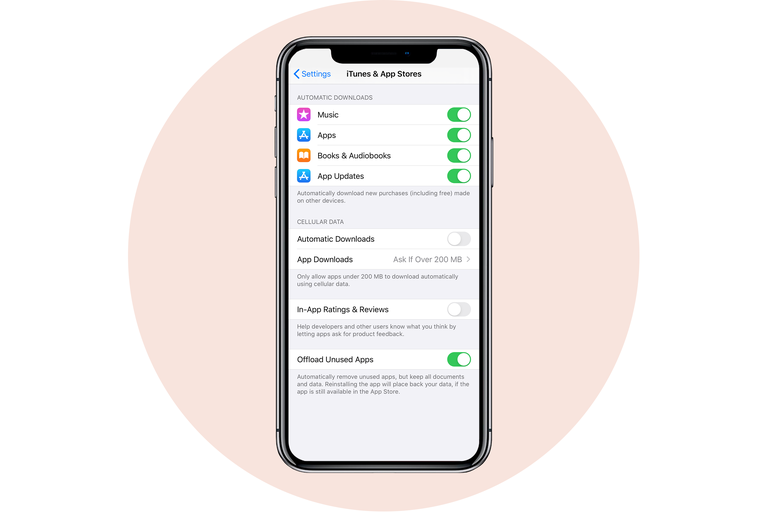 Settings
iTunes & App Stores
AUTOMATIC DOWNLOADS
Music
Apps
Books & Audiobooks
App Updates
Automatically download new purchases (including free) made
on other devices.
CELLULAR DATA
Automatic Downloads
App Downloads Ask If Over 200 MB
Only allow apps under 200 MB to download automatically
using cellular data.
In-App Ratings & Reviews
Help developers and other users know what you think by
letting apps ask for product feedback.
Offload Unused Apps
Automatically remove unused apps, but keep all documents
and data. Reinstalling the app will place back your data, if the
app is still available in the App Store.